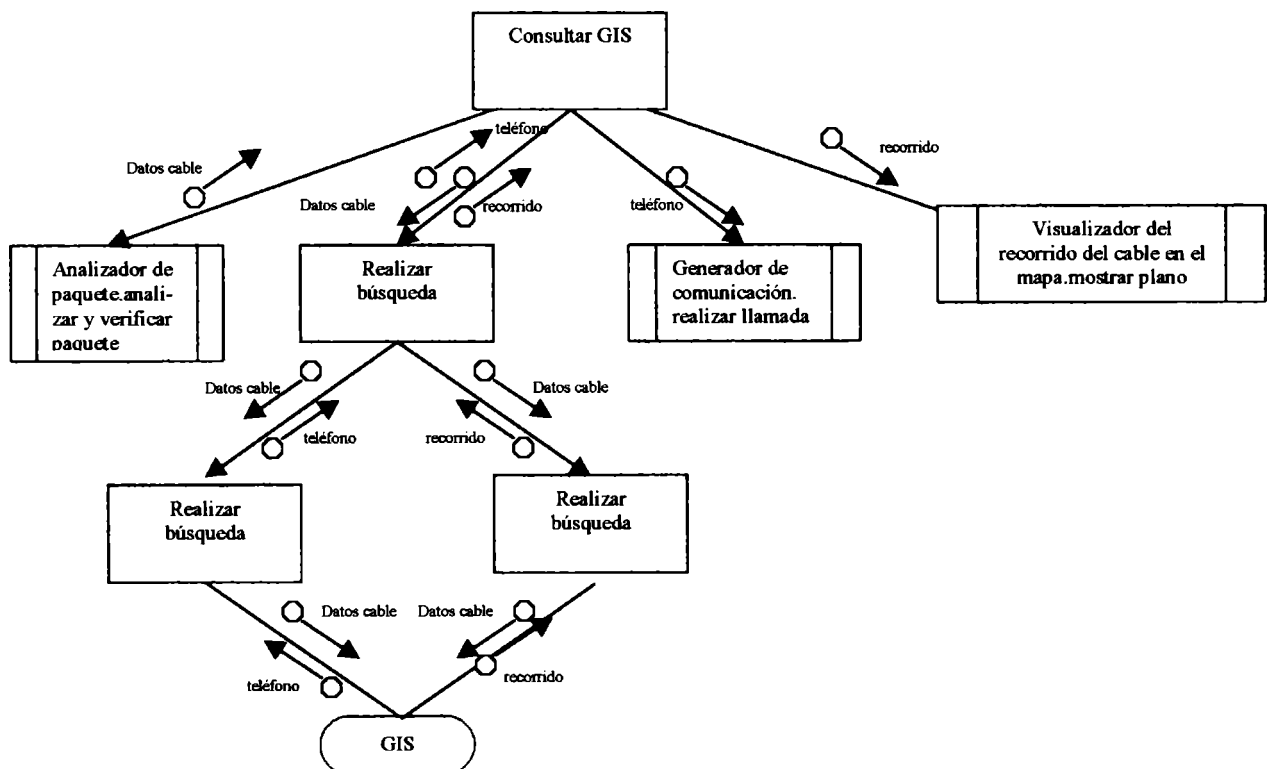 Consultar GIS
teléfono
Datos cable
recorrido
Datos cable
recorrido
teléfono
Analizador de
paquete.anali-
zar y verificar
paquete
Realizar
búsqueda
Generador de
comunicación.
realizar llamada
Visualizador del
recorrido del cable en el
mapa.mostrar plano
Datos cable
Datos cable
teléfono
recorrido
Realizar
búsqueda
Realizar
búsqueda
Datos cable
Datos cable
teléfono
recorrido
GIS